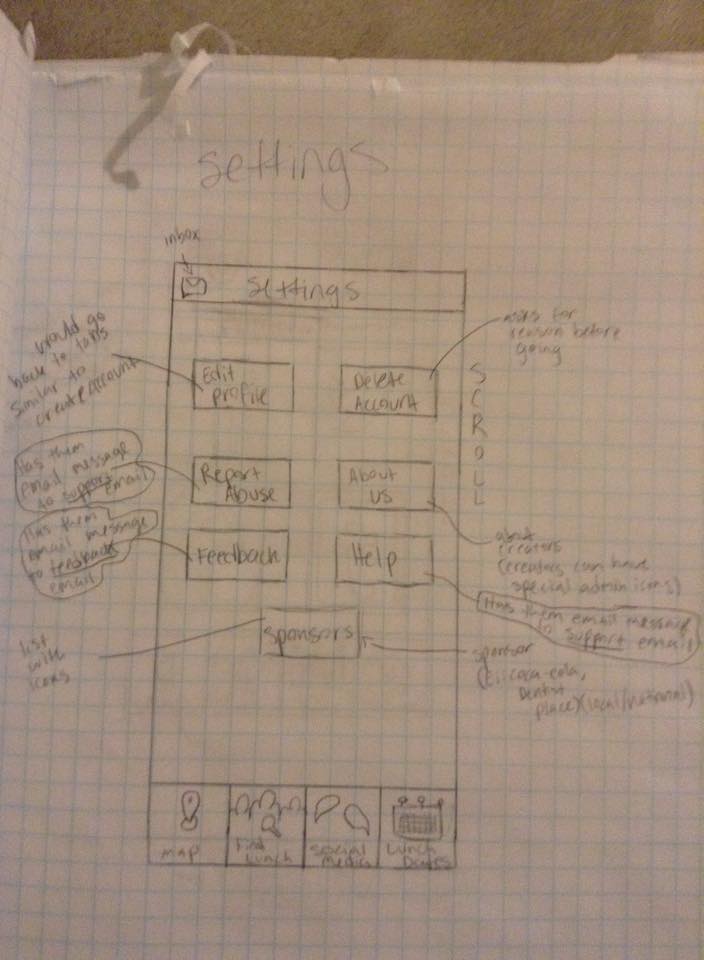 Settings
inbox
Settings
would go
back to tabs
similar to
create account
asks for
reason before
going
Edit
profile
Delete
Account
SCROLL
Has them
email message
to support
email
Report
Abuse
About
us
Has them
email message
to feedback
email
Feedback
Help
about
creators
(creators can have
special admin icons)
Has them email message
to support email
list
with
icons
Sponsors
sponsor
(Ei: coca-cola,
Dentist
place) (local/national)
map
Find
Lunch
social
media
Lunch
Dates